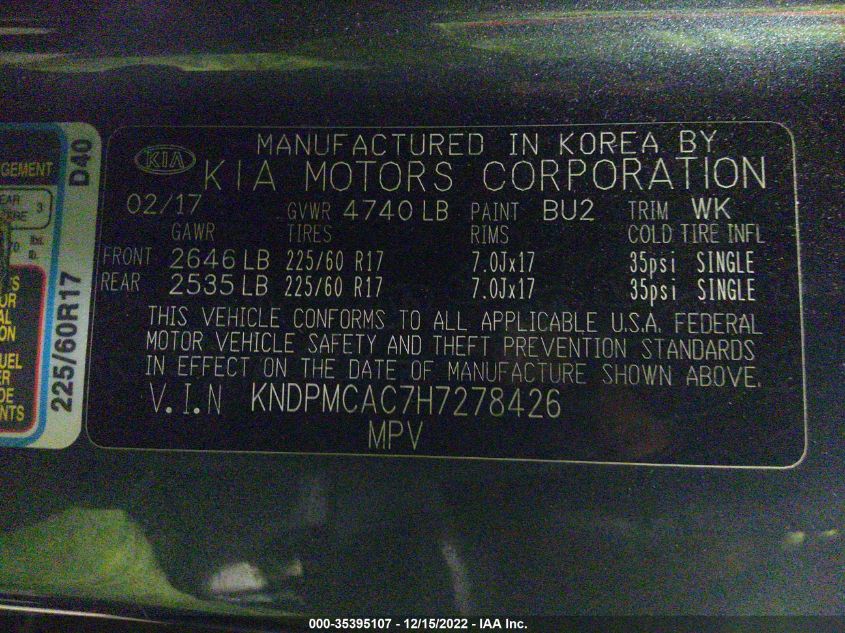 MANUFACTURED IN KOREA BY
KIA KIA MOTORS CORPORATION
02/17 GVWR 4740 LB PAINT BU2 TRIM WK
GAWR TIRES RIMS COLD TIRE INFL
FRONT 2646 LB 225/60 R17 7.0Jx17 35psi SINGLE
REAR 2535 LB 225/60 R17 7.0Jx17 35psi SINGLE
THIS VEHICLE CONFORMS TO ALL APPLICABLE U.S.A. FEDERAL
MOTOR VEHICLE SAFETY AND THEFT PREVENTION STANDARDS
IN EFFECT ON THE DATE OF MANUFACTURE SHOWN ABOVE.
V.I.N KNDPMCAC7H7278426
MPV
D40
225/60R17
3
000-35395107 - 12/15/2022 - IAA Inc.